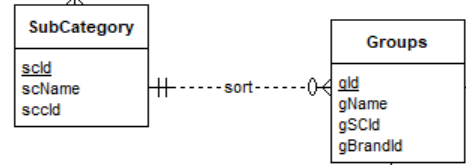 SubCategory
scId
scName
sccId
sort
Groups
gId
gName
gSCId
gBrandId